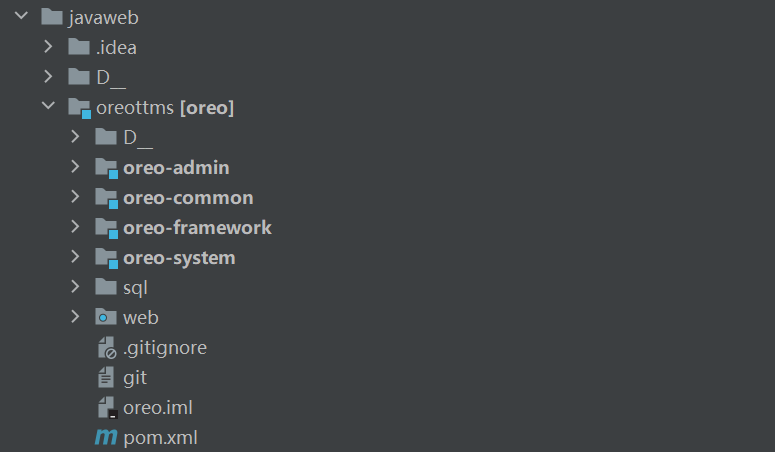 javaweb
.idea
D__
oreottms [oreo]
D__
oreo-admin
oreo-common
oreo-framework
oreo-system
sql
web
.gitignore
git
oreo.iml
pom.xml